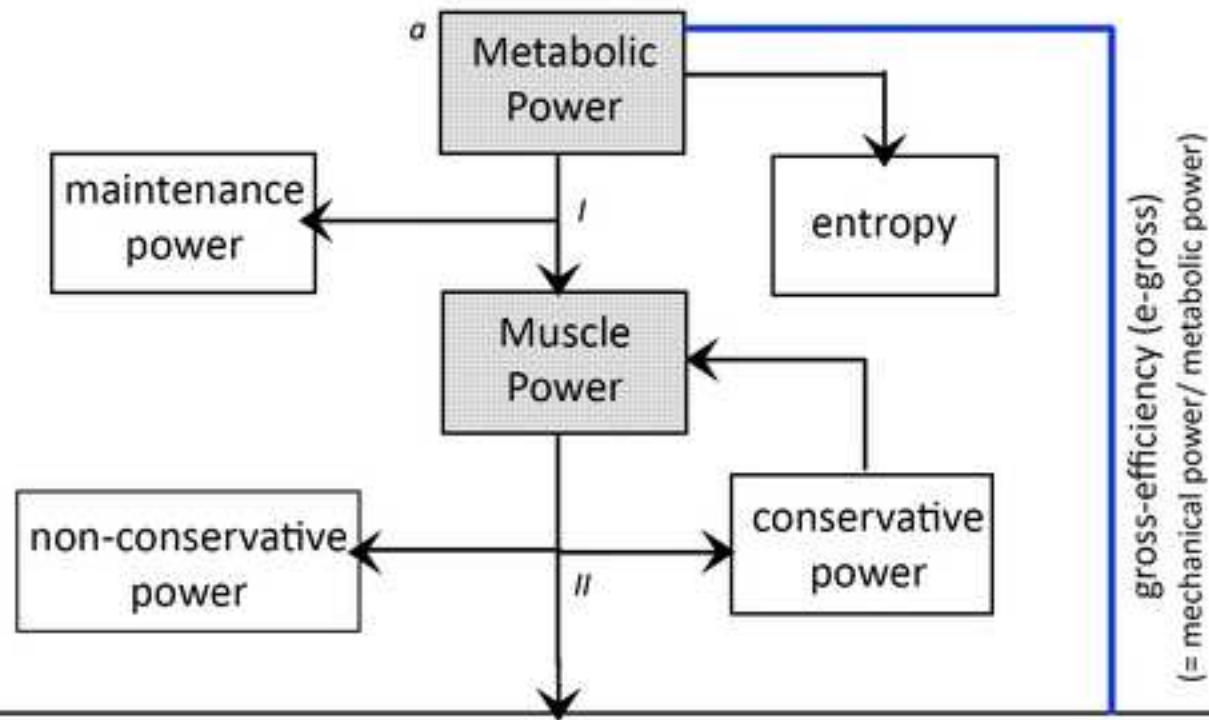 a
Metabolic
Power
maintenance
power
I
entropy
Muscle
Power
non-conservative
power
II
conservative
power
gross-efficiency (e-gross)
(= mechanical power/ metabolic power)